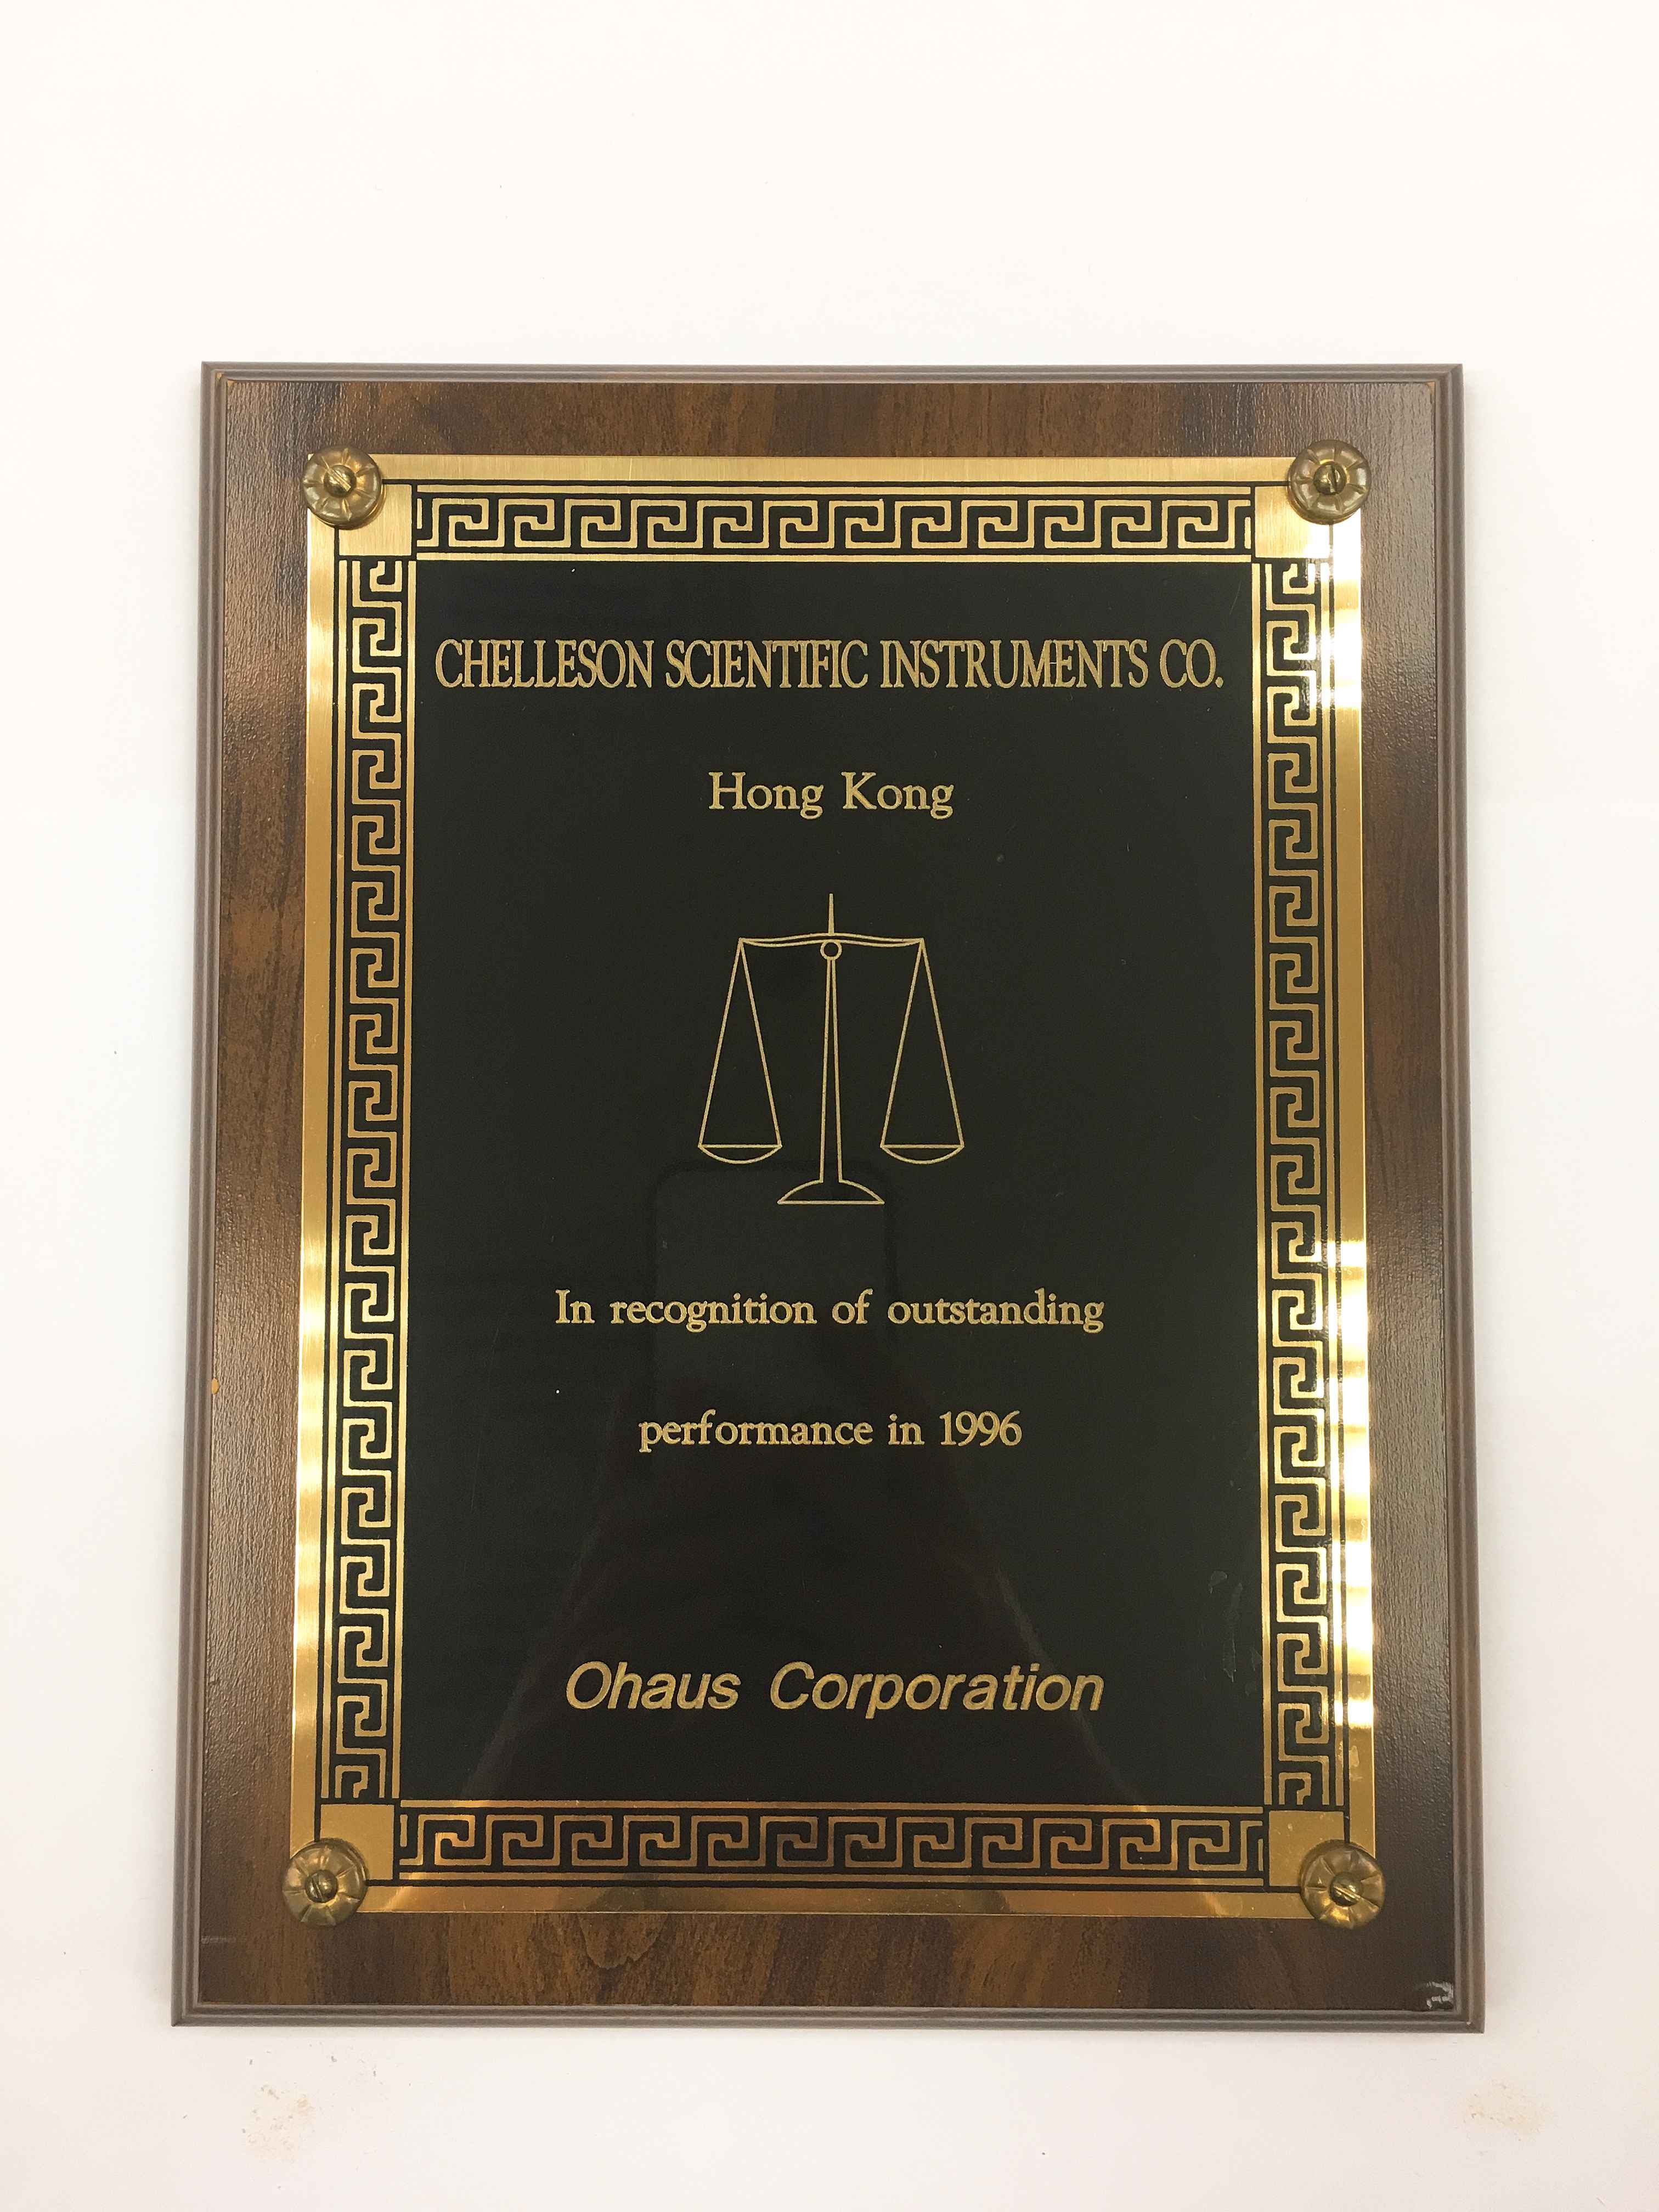 CHELLESON SCIENTIFIC INSTRUMENTS CO.
Hong Kong
In recognition of outstanding
performance in 1996
Ohaus Corporation